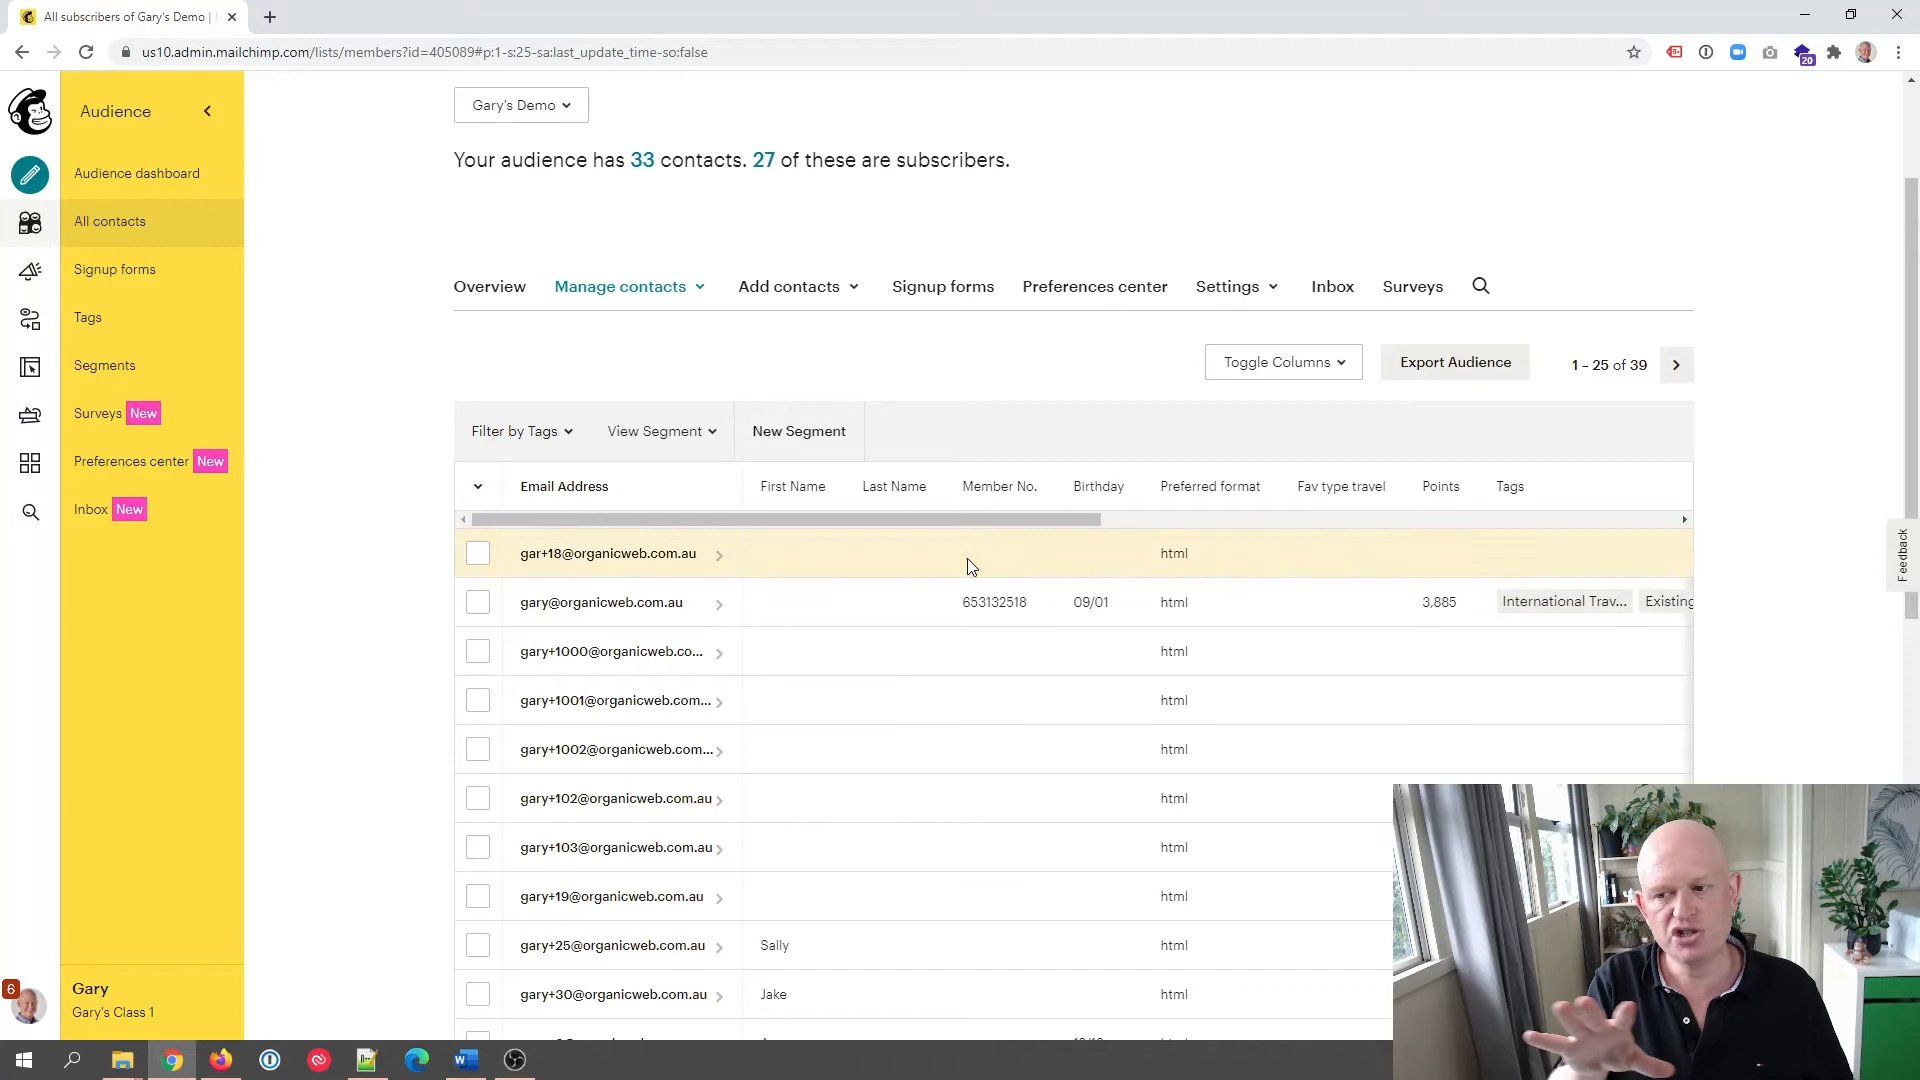 All subscribers of Gary's Demo |
us10.admin.mailchimp.com/lists/members?id=405089#p:1-s:25-sa:last_update_time-so:false
20
Audience
Audience dashboard
All contacts
Signup forms
Tags
Segments
Surveys New
Preferences center New
Inbox New
Gary's Demo
Your audience has 33 contacts. 27 of these are subscribers.
Overview Manage contacts Add contacts Signup forms Preferences center Settings Inbox Surveys
Toggle Columns Export Audience 1 – 25 of 39
Filter by Tags View Segment New Segment
Email Address First Name Last Name Member No. Birthday Preferred format Fav type travel Points Tags
gar+18@organicweb.com.au html
gary@organicweb.com.au 653132518 09/01 html 3,885 International Trav... Existing
gary+1000@organicweb.co... html
gary+1001@organicweb.com... html
gary+1002@organicweb.com... html
gary+102@organicweb.com.au html
gary+103@organicweb.com.au html
gary+19@organicweb.com.au html
gary+25@organicweb.com.au Sally html
gary+30@organicweb.com.au Jake html
Feedback
6
Gary
Gary's Class 1